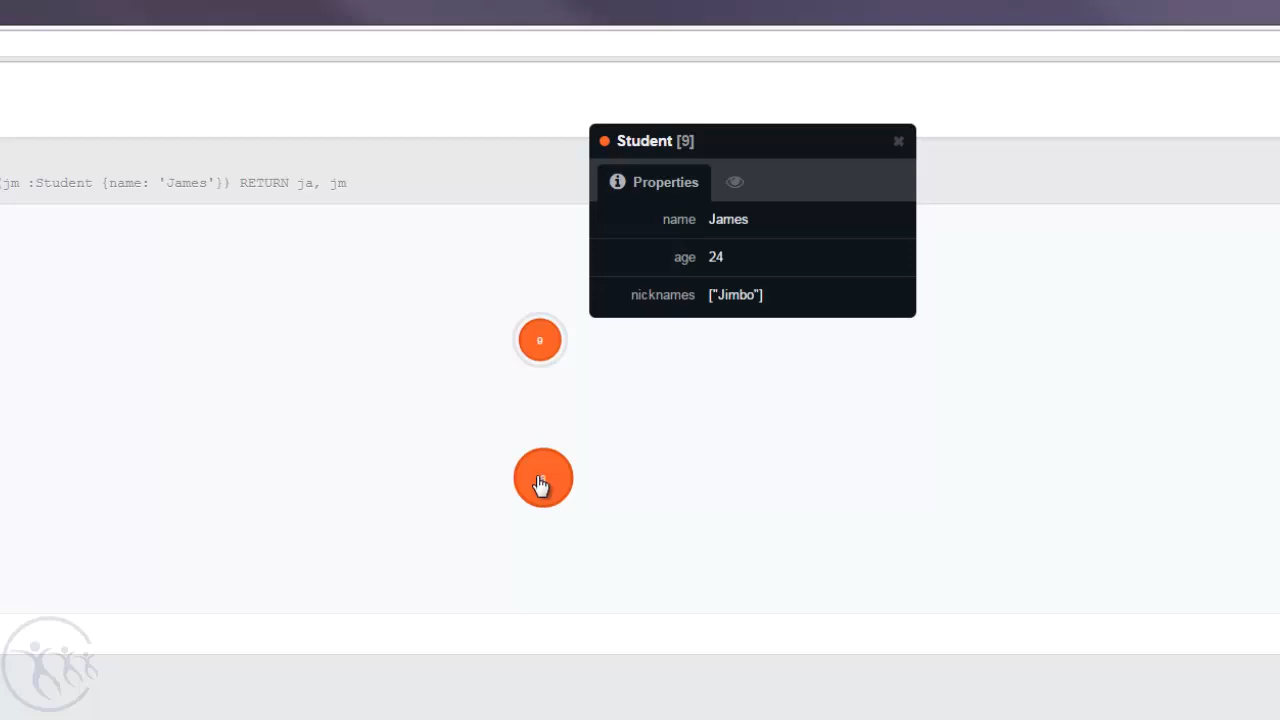 Student [9]
Properties
(jm :Student {name: 'James'}) RETURN ja, jm
name James
age 24
nicknames ["Jimbo"]
9